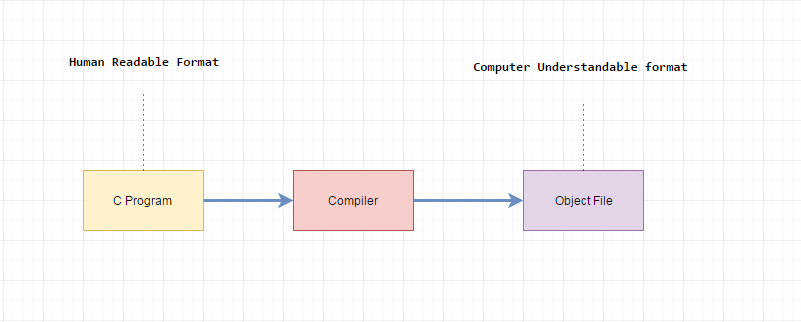 Human Readable Format
Computer Understandable format
C Program
Compiler
Object File